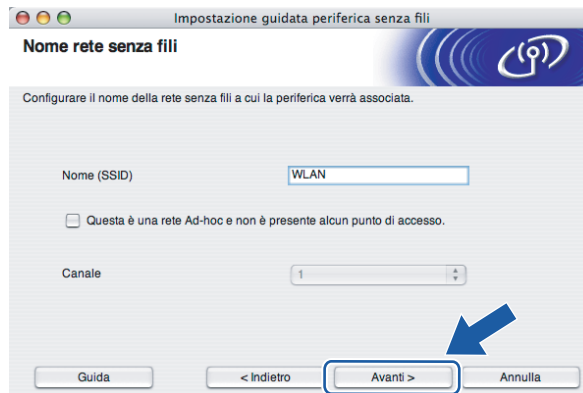 Impostazione guidata periferica senza fili
Nome rete senza fili
Configurare il nome della rete senza fili a cui la periferica verrà associata.
Nome (SSID)
WLAN
Questa è una rete Ad-hoc e non è presente alcun punto di accesso.
Canale
1
Guida
< Indietro
Avanti >
Annulla